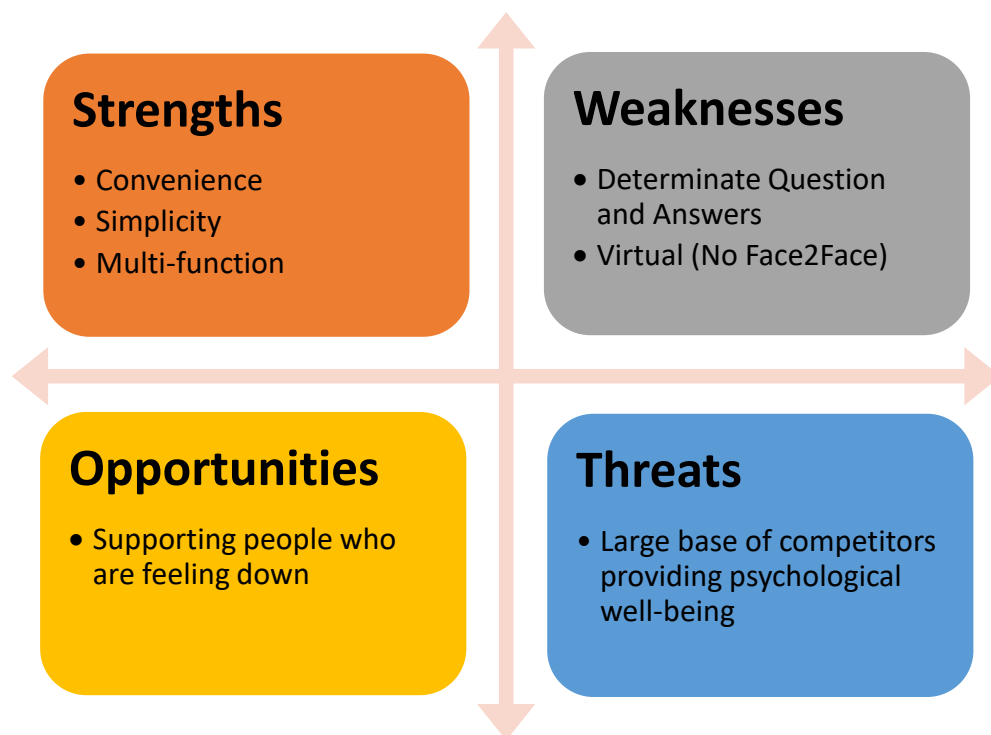 Strengths
• Convenience
• Simplicity
• Multi-function
Weaknesses
• Determinate Question
and Answers
• Virtual (No Face2Face)
Opportunities
• Supporting people who
are feeling down
Threats
• Large base of competitors
providing psychological
well-being